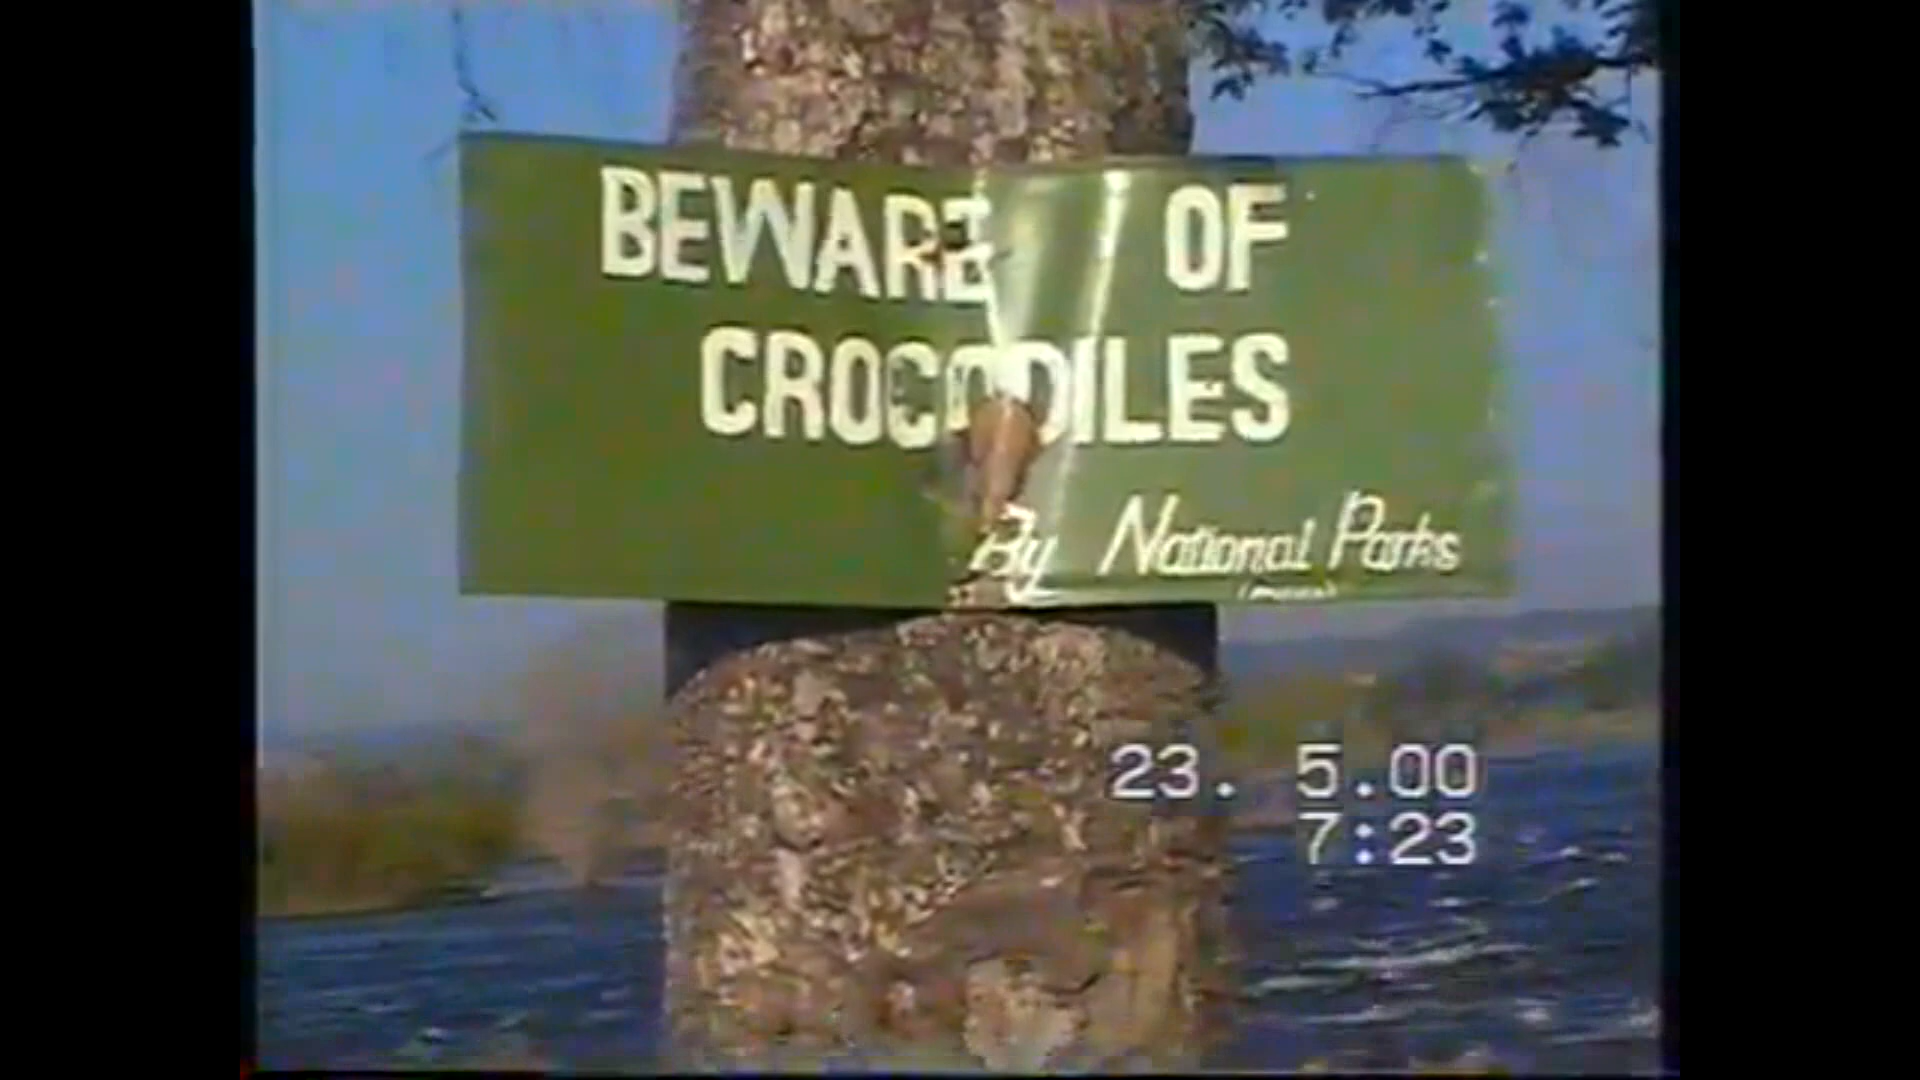 BEWARE OF
CROCODILES
By National Parks
23. 5.00
7:23